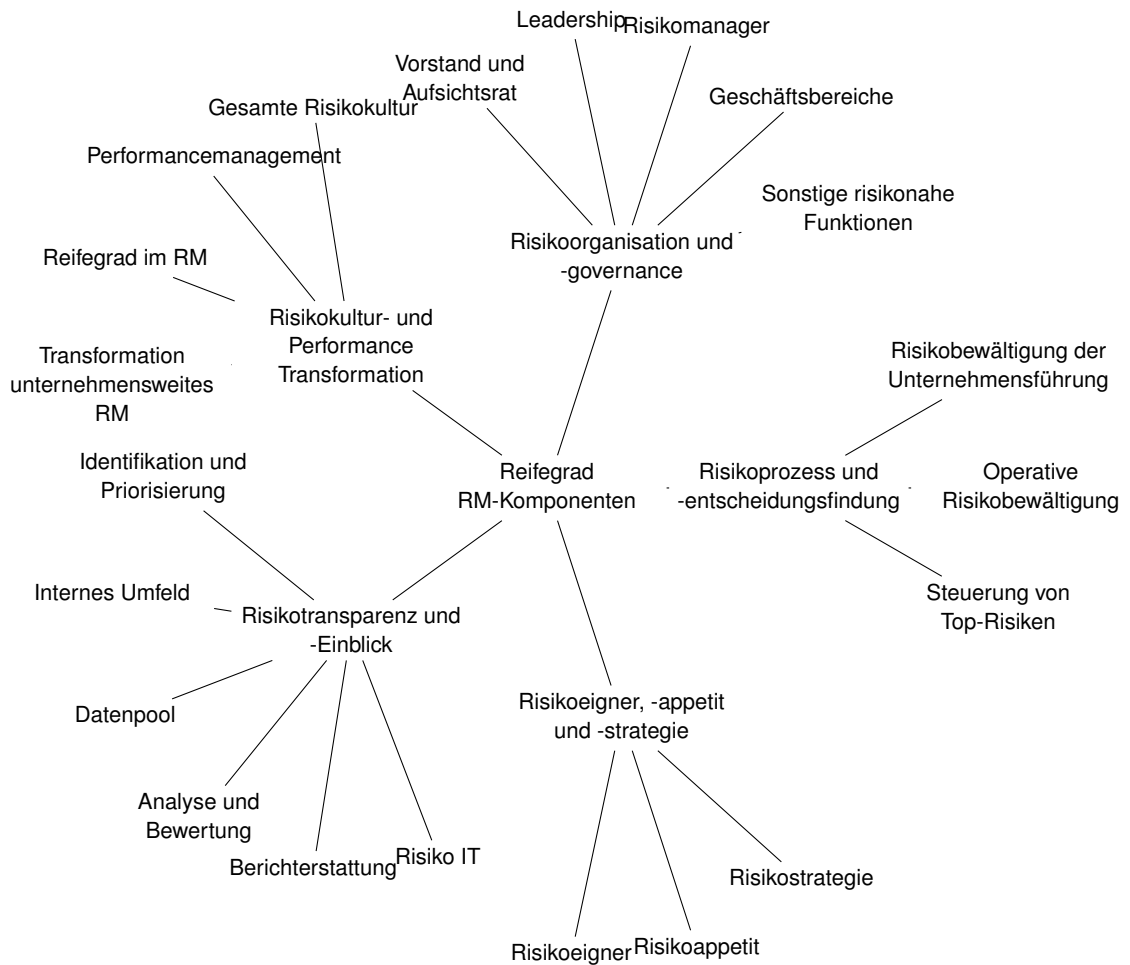 Leadership
Risikomanager
Vorstand und
Aufsichtsrat
Geschäftsbereiche
Gesamte Risikokultur
Performancemanagement
Sonstige risikonahe
Funktionen
Risikoorganisation und
-governance
Reifegrad im RM
Risikokultur- und
Performance
Transformation
Transformation
unternehmensweites
RM
Risikobewältigung der
Unternehmensführung
Identifikation und
Priorisierung
Reifegrad
RM-Komponenten
Risikoprozess und
-entscheidungsfindung
Operative
Risikobewältigung
Internes Umfeld
Risikotransparenz und
-Einblick
Steuerung von
Top-Risiken
Datenpool
Risikoeigner, -appetit
und -strategie
Analyse und
Bewertung
Berichterstattung
Risiko IT
Risikostrategie
Risikoeigner
Risikoappetit